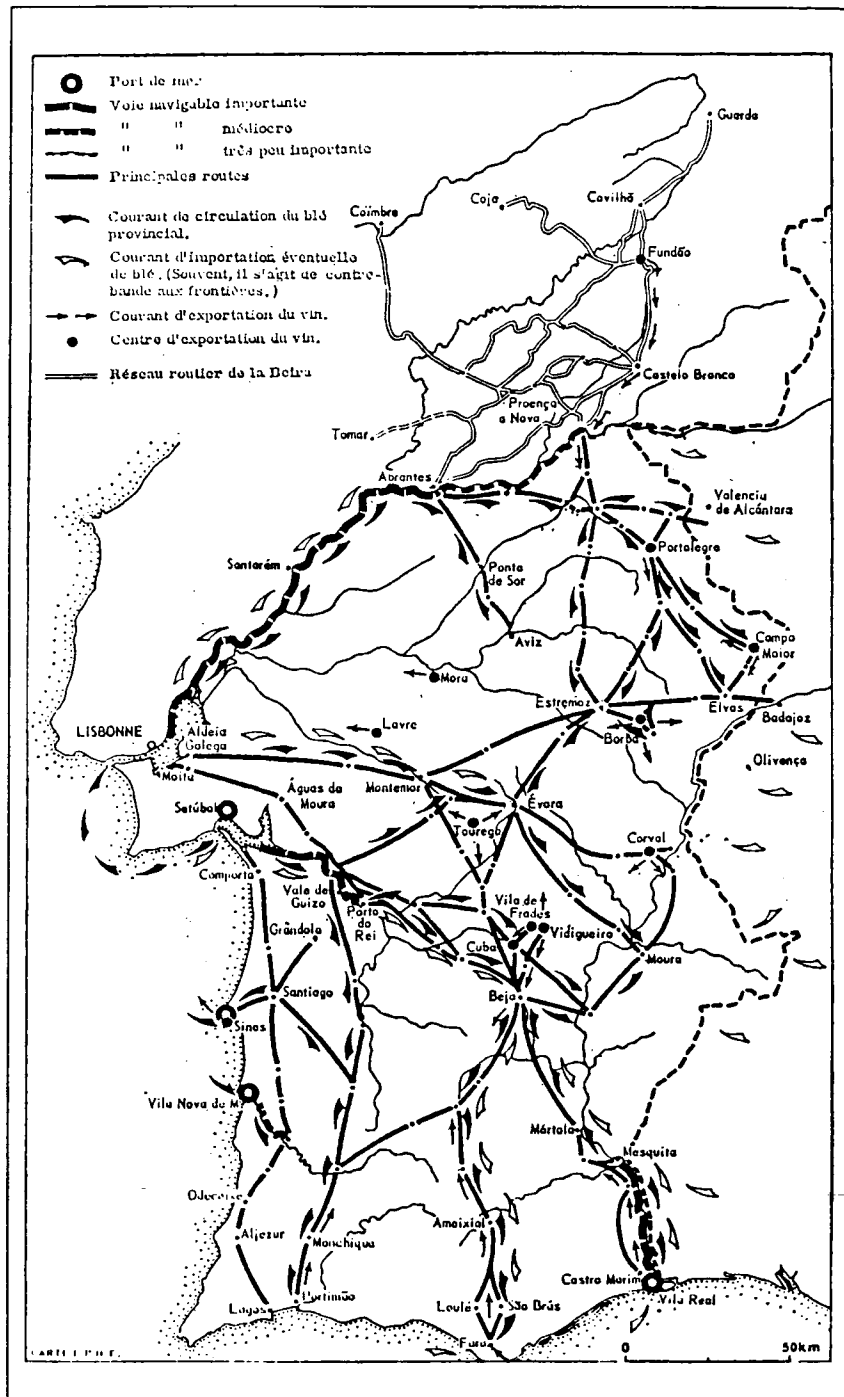 Port de mer
Voie navigable importante
" " médiocre
" " très peu importante
Principales routes
Courant de circulation du blé
provincial.
Courant d'importation éventuelle
de blé. (Souvent, il s'agit de contre-
bande aux frontières.)
Courant d'exportation du vin.
Centre d'exportation du vin.
Réseau routier de la Beira
Guarda
Coja
Covilhã
Coïmbre
Fundão
Castelo Branco
Proença
a Nova
Tomar
Abrantes
Valencia
de Alcántara
Portalegre
Santarém
Ponte
de Sor
Aviz
Campo
Maior
Mora
Estremoz
Elvas
Badajoz
Borba
LISBONNE
Aldeia
Galega
Lavre
Olivença
Moita
Águas de
Moura
Montemor
Évora
Setúbal
Tourego
Corval
Comporta
Vale de
Guizo
Porto
do Rei
Vila de
Frades
Vidigueira
Grândola
Cuba
Moura
Santiago
Beja
Sines
Vila Nova de M.
Mértola
Mesquita
Odeceixe
Aljezur
Monchique
Ameixial
Castro Marim
Portimão
Loulé
São Brás
Vila Real
Lagos
Faro
0 50km